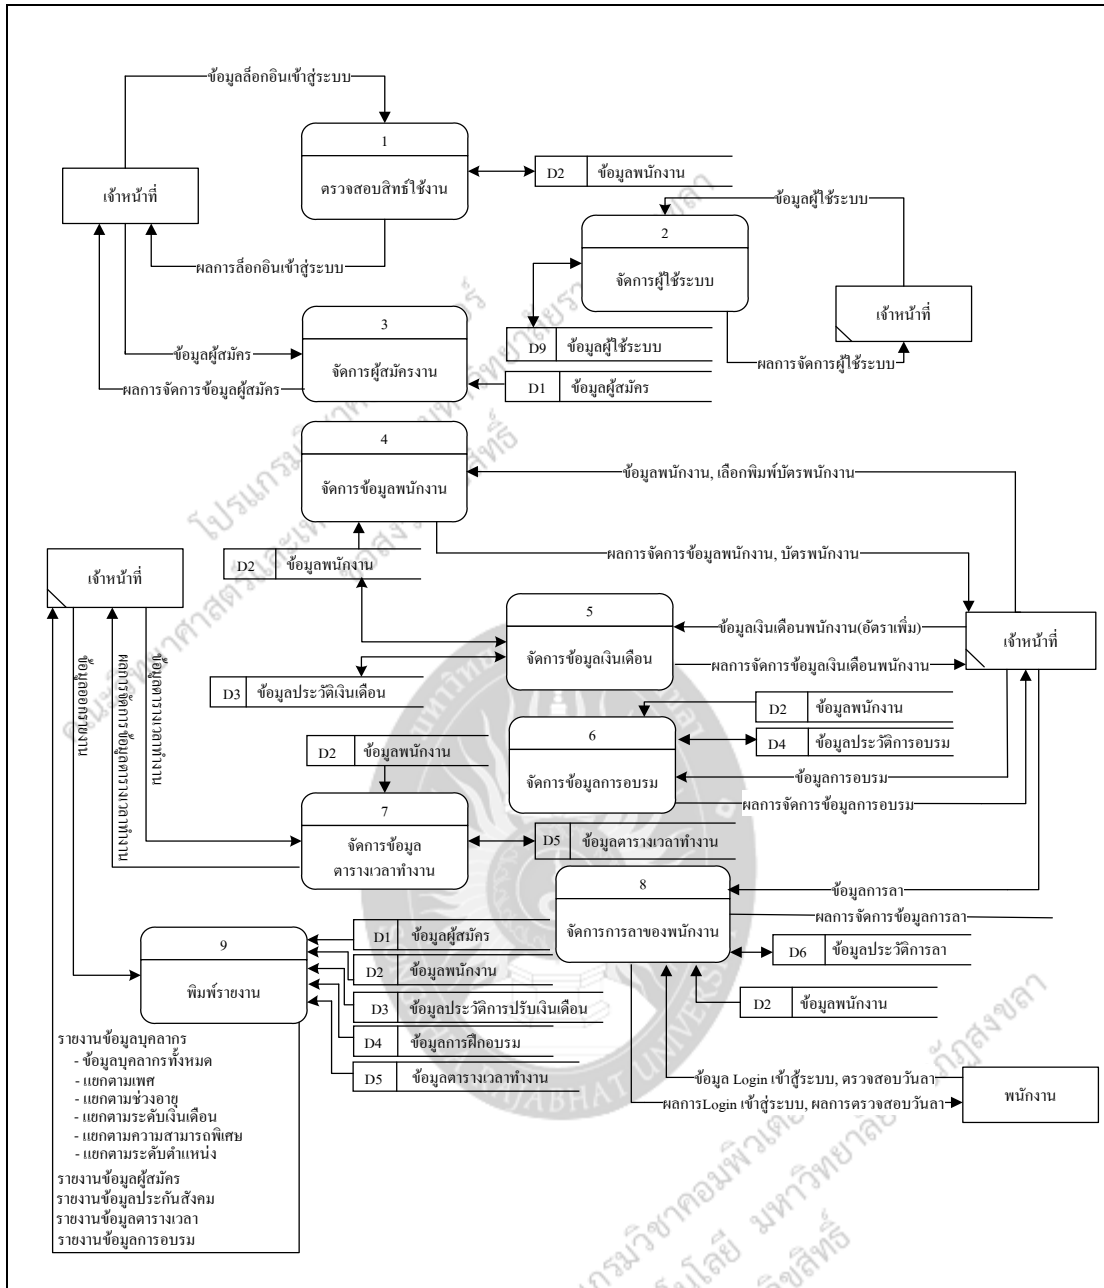 ข้อมูลล็อกอินเข้าสู่ระบบ
1
ตรวจสอบสิทธ์ใช้งาน
เจ้าหน้าที่
D2 ข้อมูลพนักงาน
ข้อมูลผู้ใช้ระบบ
2
จัดการผู้ใช้ระบบ
ผลการล็อกอินเข้าสู่ระบบ
เจ้าหน้าที่
3
จัดการผู้สมัครงาน
D9 ข้อมูลผู้ใช้ระบบ
ข้อมูลผู้สมัคร
ผลการจัดการผู้ใช้ระบบ
ผลการจัดการข้อมูลผู้สมัคร
D1 ข้อมูลผู้สมัคร
4
จัดการข้อมูลพนักงาน
ข้อมูลพนักงาน, เลือกพิมพ์บัตรพนักงาน
ผลการจัดการข้อมูลพนักงาน, บัตรพนักงาน
D2 ข้อมูลพนักงาน
เจ้าหน้าที่
5
จัดการข้อมูลเงินเดือน
ข้อมูลเงินเดือนพนักงาน(อัตราเพิ่ม)
เจ้าหน้าที่
ผลการจัดการข้อมูลเงินเดือนพนักงาน
D3 ข้อมูลประวัติเงินเดือน
ข้อมูลออกรายงาน
ผลการจัดการข้อมูลตารางเวลาทำงาน
ข้อมูลตารางเวลาทำงาน
D2 ข้อมูลพนักงาน
6
จัดการข้อมูลการอบรม
D4 ข้อมูลประวัติการอบรม
D2 ข้อมูลพนักงาน
ข้อมูลการอบรม
ผลการจัดการข้อมูลการอบรม
7
จัดการข้อมูล
ตารางเวลาทำงาน
D5 ข้อมูลตารางเวลาทำงาน
8
จัดการการลาของพนักงาน
ข้อมูลการลา
ผลการจัดการข้อมูลการลา
D6 ข้อมูลประวัติการลา
D2 ข้อมูลพนักงาน
9
พิมพ์รายงาน
D1 ข้อมูลผู้สมัคร
D2 ข้อมูลพนักงาน
D3 ข้อมูลประวัติการปรับเงินเดือน
D4 ข้อมูลการฝึกอบรม
D5 ข้อมูลตารางเวลาทำงาน
รายงานข้อมูลบุคลากร
- ข้อมูลบุคลากรทั้งหมด
- แยกตามเพศ
- แยกตามช่วงอายุ
- แยกตามระดับเงินเดือน
- แยกตามความสามารถพิเศษ
- แยกตามระดับตำแหน่ง
รายงานข้อมูลผู้สมัคร
รายงานข้อมูลประกันสังคม
รายงานข้อมูลตารางเวลา
รายงานข้อมูลการอบรม
ข้อมูล Login เข้าสู้ระบบ, ตรวจสอบวันลา
ผลการLogin เข้าสู่ระบบ, ผลการตรวจสอบวันลา
พนักงาน